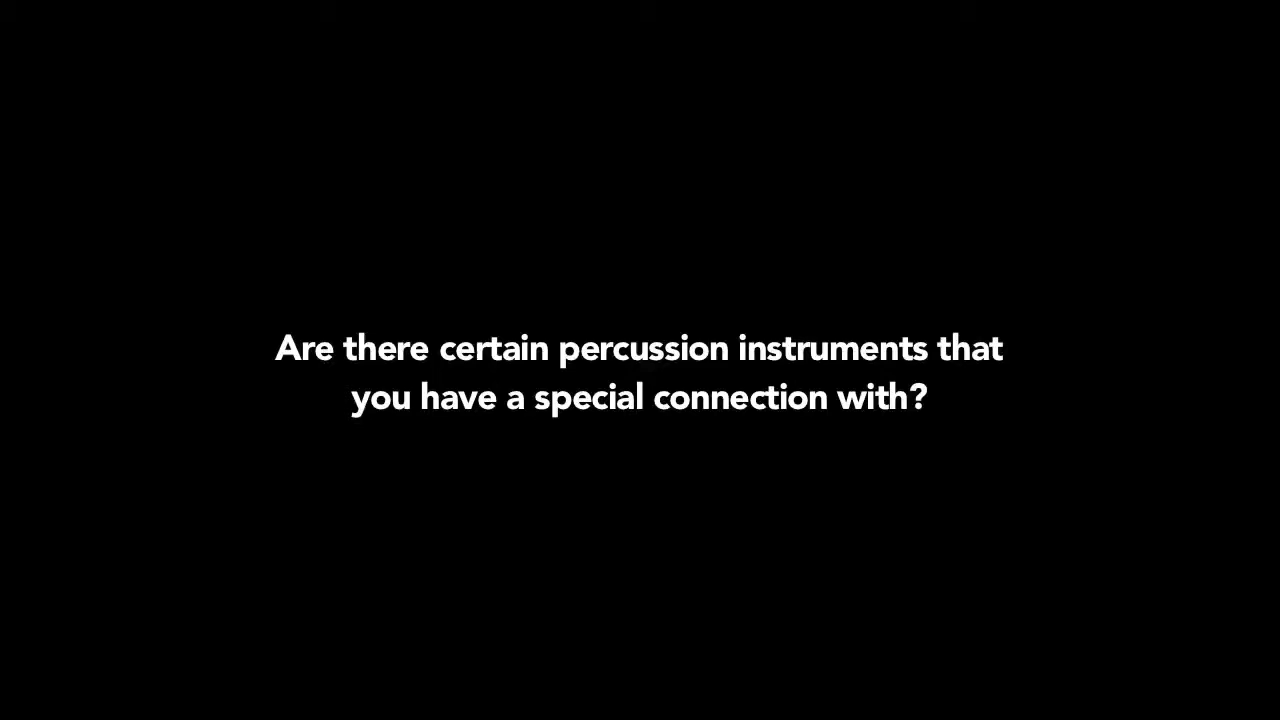 Are there certain percussion instruments that
you have a special connection with?